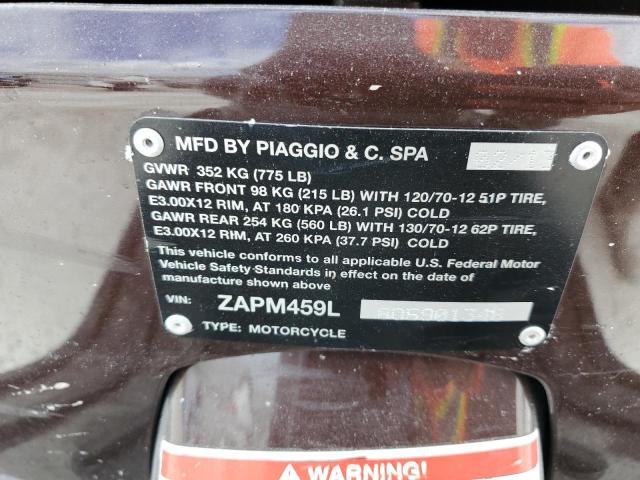 MFD BY PIAGGIO & C. SPA
GVWR 352 KG (775 LB)
GAWR FRONT 98 KG (215 LB) WITH 120/70-12 51P TIRE,
E3.00X12 RIM, AT 180 KPA (26.1 PSI) COLD
GAWR REAR 254 KG (560 LB) WITH 130/70-12 62P TIRE,
E3.00X12 RIM, AT 260 KPA (37.7 PSI) COLD
This vehicle conforms to all applicable U.S. Federal Motor
Vehicle Safety-Standards in effect on the date of
manufacture shown above
VIN: ZAPM459L
TYPE: MOTORCYCLE
WARNING!